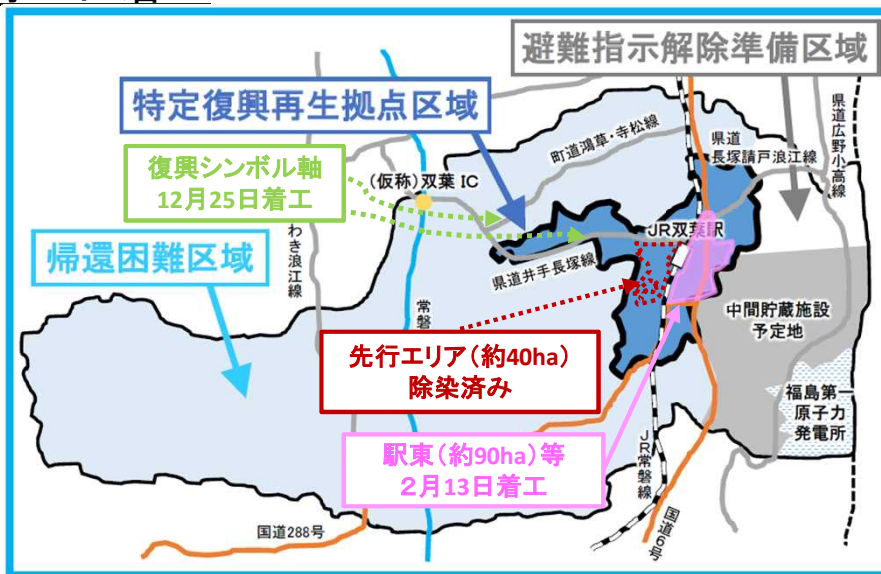 避難指示解除準備区域
特定復興再生拠点区域
県道広野小高線
町道鴻草・寺松線
県道
長塚請戸浪江線
復興シンボル軸
12月25日着工
(仮称)双葉 IC
わき浪江線
JR双葉駅
帰還困難区域
県道井手長塚線
常磐
中間貯蔵施設
予定地
先行エリア(約40ha)
除染済み
福島第一
原子力
発電所
駅東(約90ha)等
2月13日着工
JR常磐線
国道288号
国道6号